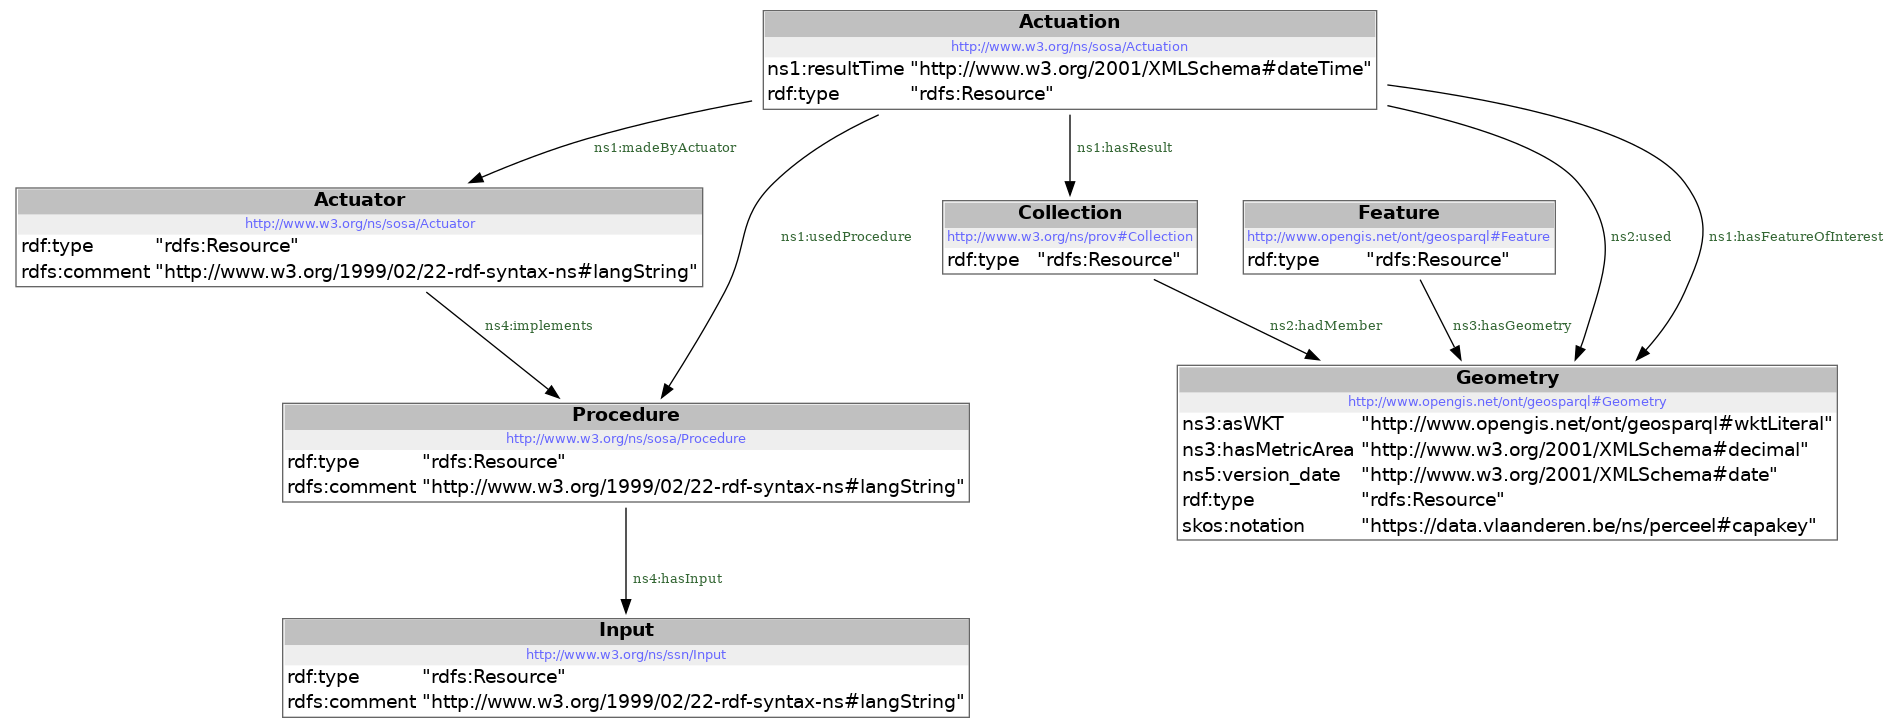 Actuation
http://www.w3.org/ns/sosa/Actuation
ns1:resultTime "http://www.w3.org/2001/XMLSchema#dateTime"
rdf:type "rdfs:Resource"
ns1:madeByActuator
ns1:hasResult
Actuator
http://www.w3.org/ns/sosa/Actuator
rdf:type "rdfs:Resource"
rdfs:comment "http://www.w3.org/1999/02/22-rdf-syntax-ns#langString"
ns1:usedProcedure
Collection
http://www.w3.org/ns/prov#Collection
rdf:type "rdfs:Resource"
Feature
http://www.opengis.net/ont/geosparql#Feature
rdf:type "rdfs:Resource"
ns2:used
ns1:hasFeatureOfInterest
ns4:implements
ns2:hadMember
ns3:hasGeometry
Procedure
http://www.w3.org/ns/sosa/Procedure
rdf:type "rdfs:Resource"
rdfs:comment "http://www.w3.org/1999/02/22-rdf-syntax-ns#langString"
Geometry
http://www.opengis.net/ont/geosparql#Geometry
ns3:asWKT "http://www.opengis.net/ont/geosparql#wktLiteral"
ns3:hasMetricArea "http://www.w3.org/2001/XMLSchema#decimal"
ns5:version_date "http://www.w3.org/2001/XMLSchema#date"
rdf:type "rdfs:Resource"
skos:notation "https://data.vlaanderen.be/ns/perceel#capakey"
ns4:hasInput
Input
http://www.w3.org/ns/ssn/Input
rdf:type "rdfs:Resource"
rdfs:comment "http://www.w3.org/1999/02/22-rdf-syntax-ns#langString"